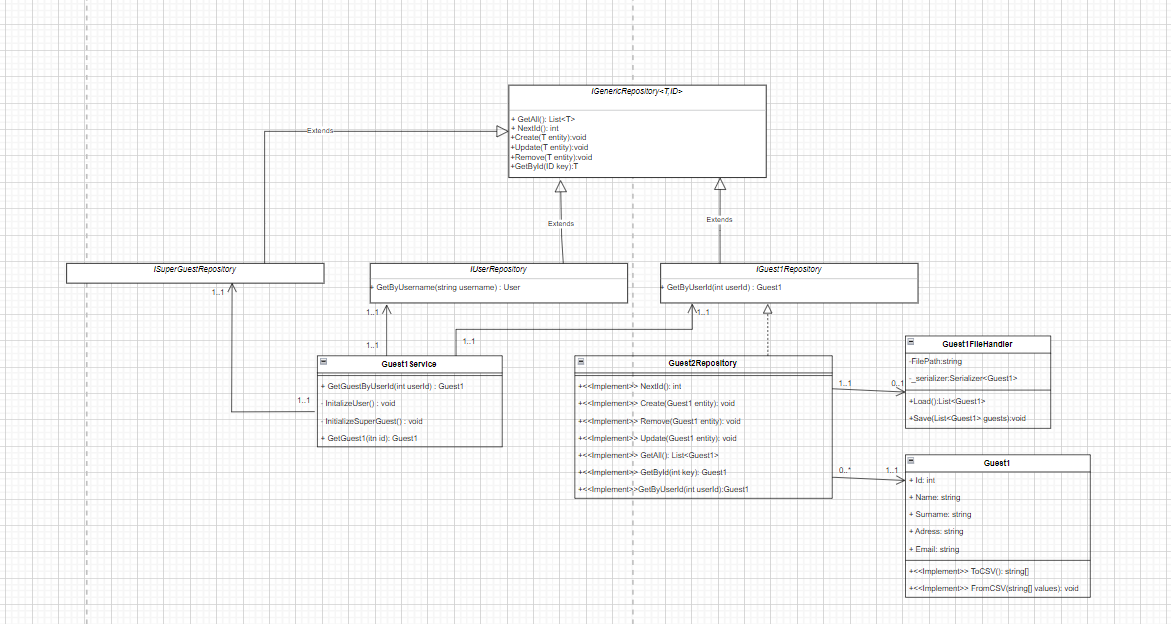 IGenericRepository<T,ID>
+ GetAll(): List<T>
+ NextId(): int
+Create(T entity):void
+Update(T entity):void
+Remove(T entity):void
+GetById(ID key):T
Extends
Extends
Extends
ISuperGuestRepository
IUserRepository
+ GetByUsername(string username) : User
IGuest1Repository
+ GetByUserId(int userId) : Guest1
1..1
1..1
1..1
1..1
1..1
1..1
Guest1Service
+ GetGuestByUserId(int userId) : Guest1
- InitalizeUser() : void
- InitializeSuperGuest() : void
+ GetGuest1(itn id): Guest1
Guest2Repository
+<<Implement>> NextId(): int
+<<Implement>> Create(Guest1 entity): void
+<<Implement>> Remove(Guest1 entity): void
+<<Implement>> Update(Guest1 entity): void
+<<Implement>> GetAll(): List<Guest1>
+<<Implement>> GetById(int key): Guest1
+<<Implement>>GetByUserId(int userId):Guest1
1..1
0..1
0..*
1..1
Guest1FileHandler
-FilePath:string
-_serializer:Serializer<Guest1>
+Load():List<Guest1>
+Save(List<Guest1> guests):void
Guest1
+ Id: int
+ Name: string
+ Surname: string
+ Adress: string
+ Email: string
+<<Implement>> ToCSV(): string[]
+<<Implement>> FromCSV(string[] values): void